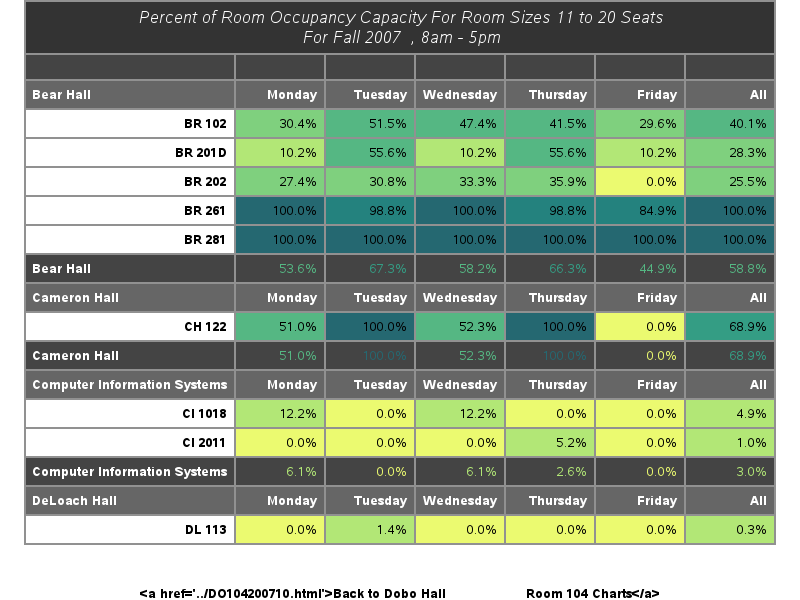 Percent of Room Occupancy Capacity For Room Sizes 11 to 20 Seats
For Fall 2007  , 8am - 5pm
Bear Hall Monday Tuesday Wednesday Thursday Friday All
BR 102 30.4% 51.5% 47.4% 41.5% 29.6% 40.1%
BR 201D 10.2% 55.6% 10.2% 55.6% 10.2% 28.3%
BR 202 27.4% 30.8% 33.3% 35.9% 0.0% 25.5%
BR 261 100.0% 98.8% 100.0% 98.8% 84.9% 100.0%
BR 281 100.0% 100.0% 100.0% 100.0% 100.0% 100.0%
Bear Hall 53.6% 67.3% 58.2% 66.3% 44.9% 58.8%
Cameron Hall Monday Tuesday Wednesday Thursday Friday All
CH 122 51.0% 100.0% 52.3% 100.0% 0.0% 68.9%
Cameron Hall 51.0% 100.0% 52.3% 100.0% 0.0% 68.9%
Computer Information Systems Monday Tuesday Wednesday Thursday Friday All
CI 1018 12.2% 0.0% 12.2% 0.0% 0.0% 4.9%
CI 2011 0.0% 0.0% 0.0% 5.2% 0.0% 1.0%
Computer Information Systems 6.1% 0.0% 6.1% 2.6% 0.0% 3.0%
DeLoach Hall Monday Tuesday Wednesday Thursday Friday All
DL 113 0.0% 1.4% 0.0% 0.0% 0.0% 0.3%
<a href='../DO104200710.html'>Back to Dobo Hall Room 104 Charts</a>